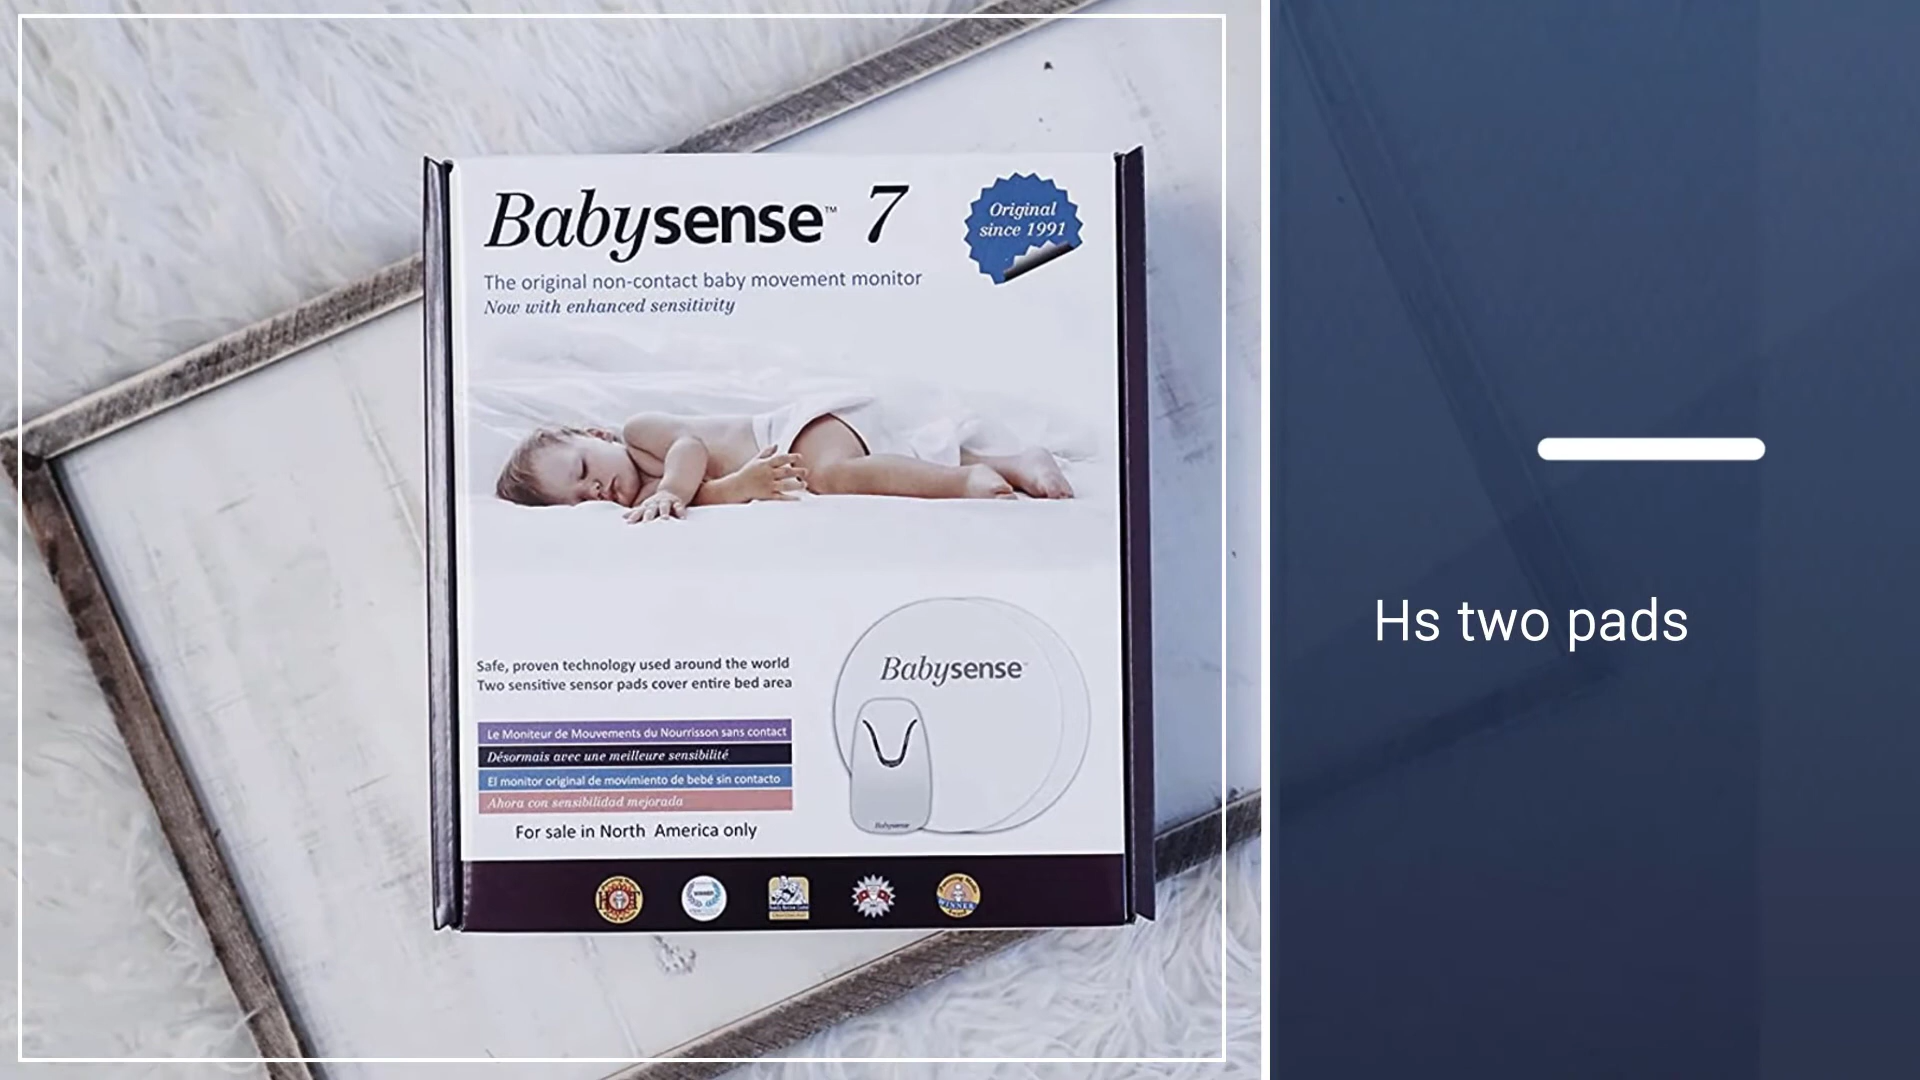 Babysense™ 7
Original
since 1991
The original non-contact baby movement monitor
Now with enhanced sensitivity
Safe, proven technology used around the world
Two sensitive sensor pads cover entire bed area
Le Moniteur de Mouvements du Nourrisson sans contact
Désormais avec une meilleure sensibilité
El monitor original de movimiento de bebé sin contacto
Ahora con sensibilidad mejorada
For sale in North America only
Babysense
Babysense
WINNER
WINNER
Hs two pads